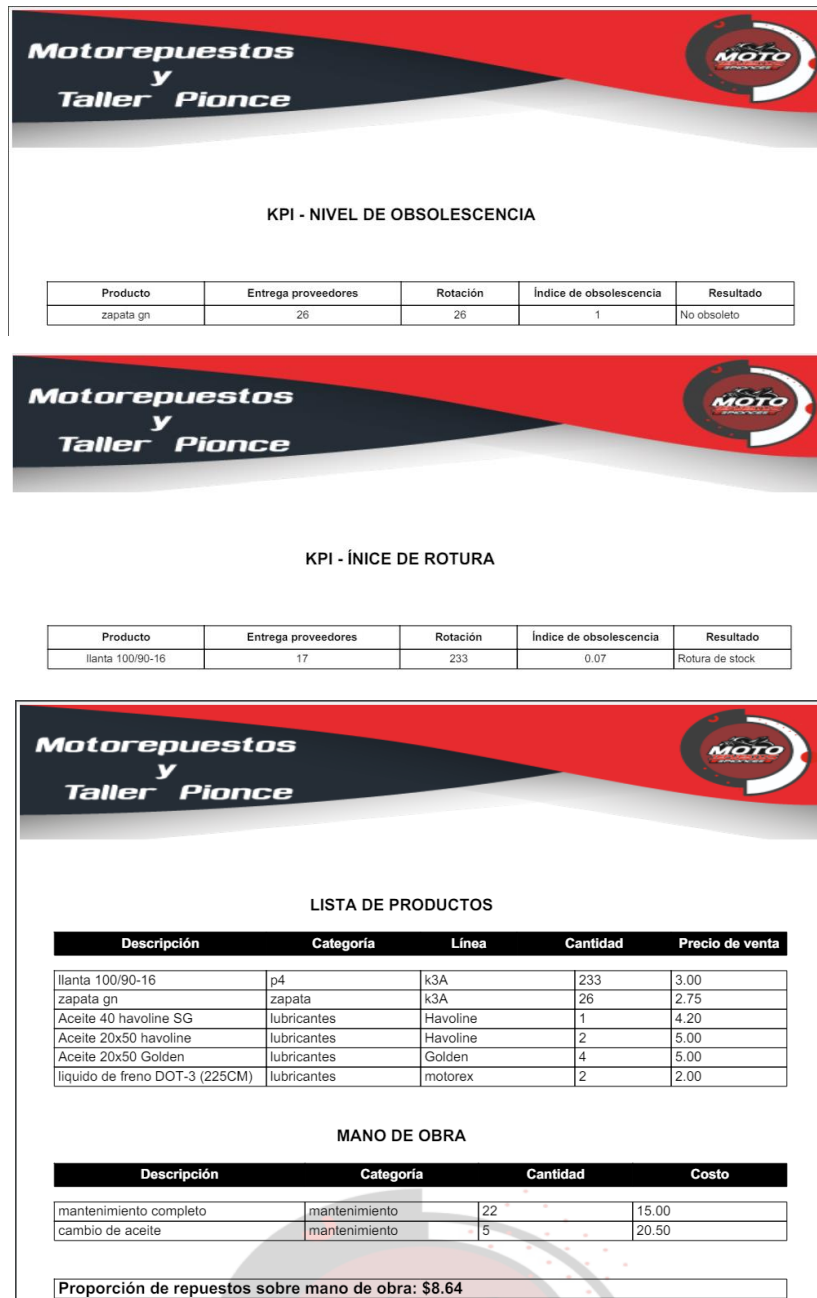 Motorepuestos
y
Taller Pionce
MOTO
KPI - NIVEL DE OBSOLESCENCIA
Producto Entrega proveedores Rotación Índice de obsolescencia Resultado
zapata gn 26 26 1 No obsoleto
Motorepuestos
y
Taller Pionce
MOTO
KPI - ÍNICE DE ROTURA
Producto Entrega proveedores Rotación Índice de obsolescencia Resultado
llanta 100/90-16 17 233 0.07 Rotura de stock
Motorepuestos
y
Taller Pionce
MOTO
LISTA DE PRODUCTOS
Descripción Categoría Línea Cantidad Precio de venta
llanta 100/90-16 p4 k3A 233 3.00
zapata gn zapata k3A 26 2.75
Aceite 40 havoline SG lubricantes Havoline 1 4.20
Aceite 20x50 havoline lubricantes Havoline 2 5.00
Aceite 20x50 Golden lubricantes Golden 4 5.00
liquido de freno DOT-3 (225CM) lubricantes motorex 2 2.00
MANO DE OBRA
Descripción Categoría Cantidad Costo
mantenimiento completo mantenimiento 22 15.00
cambio de aceite mantenimiento 5 20.50
Proporción de repuestos sobre mano de obra: $8.64